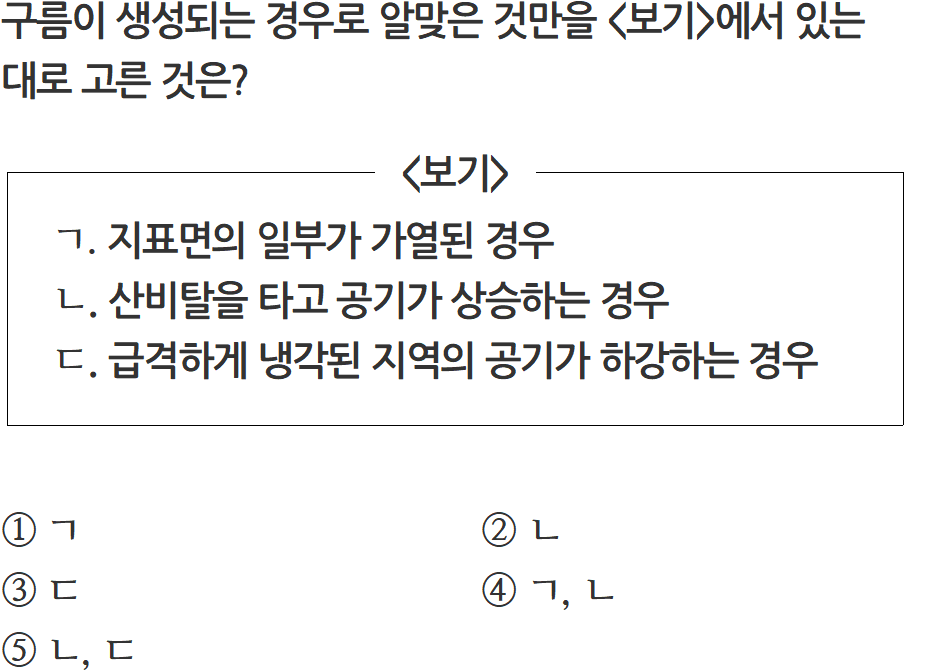 구름이 생성되는 경우로 알맞은 것만을 <보기>에서 있는
대로 고른 것은?
<보기>
ㄱ. 지표면의 일부가 가열된 경우
ㄴ. 산비탈을 타고 공기가 상승하는 경우
ㄷ. 급격하게 냉각된 지역의 공기가 하강하는 경우
① ㄱ ② ㄴ
③ ㄷ ④ ㄱ, ㄴ
⑤ ㄴ, ㄷ